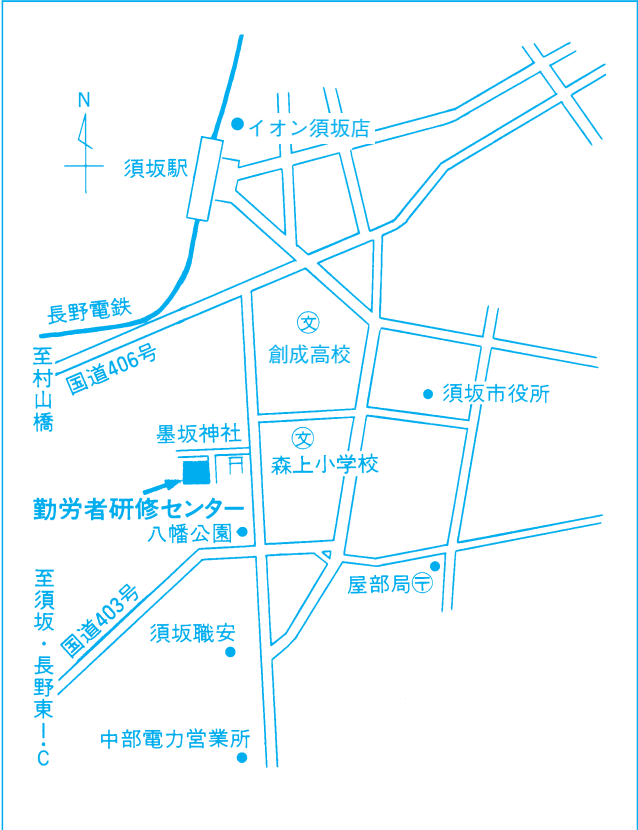 N
イオン須坂店
須坂駅
長野電鉄
国道406号
至村山橋
文
創成高校
須坂市役所
墨坂神社
文
森上小学校
勤労者研修センター
八幡公園
屋部局〒
国道403号
至須坂・長野東I・C
須坂職安
中部電力営業所